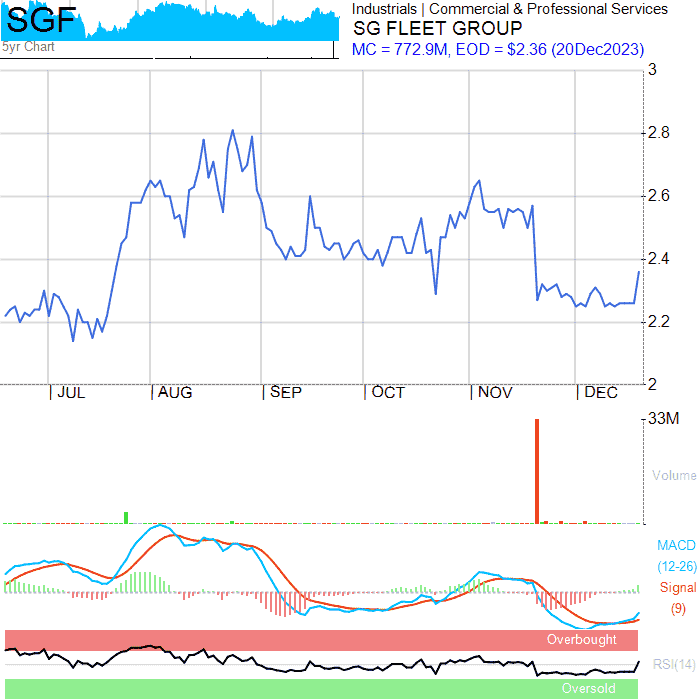 SGF
5yr Chart
Industrials | Commercial & Professional Services
SG FLEET GROUP
MC = 772.9M, EOD = $2.36 (20Dec2023)
3
2.8
2.6
2.4
2.2
2
JUL
AUG
SEP
OCT
NOV
DEC
33M
Volume
MACD
(12-26)
Signal
(9)
Overbought
RSI(14)
Oversold